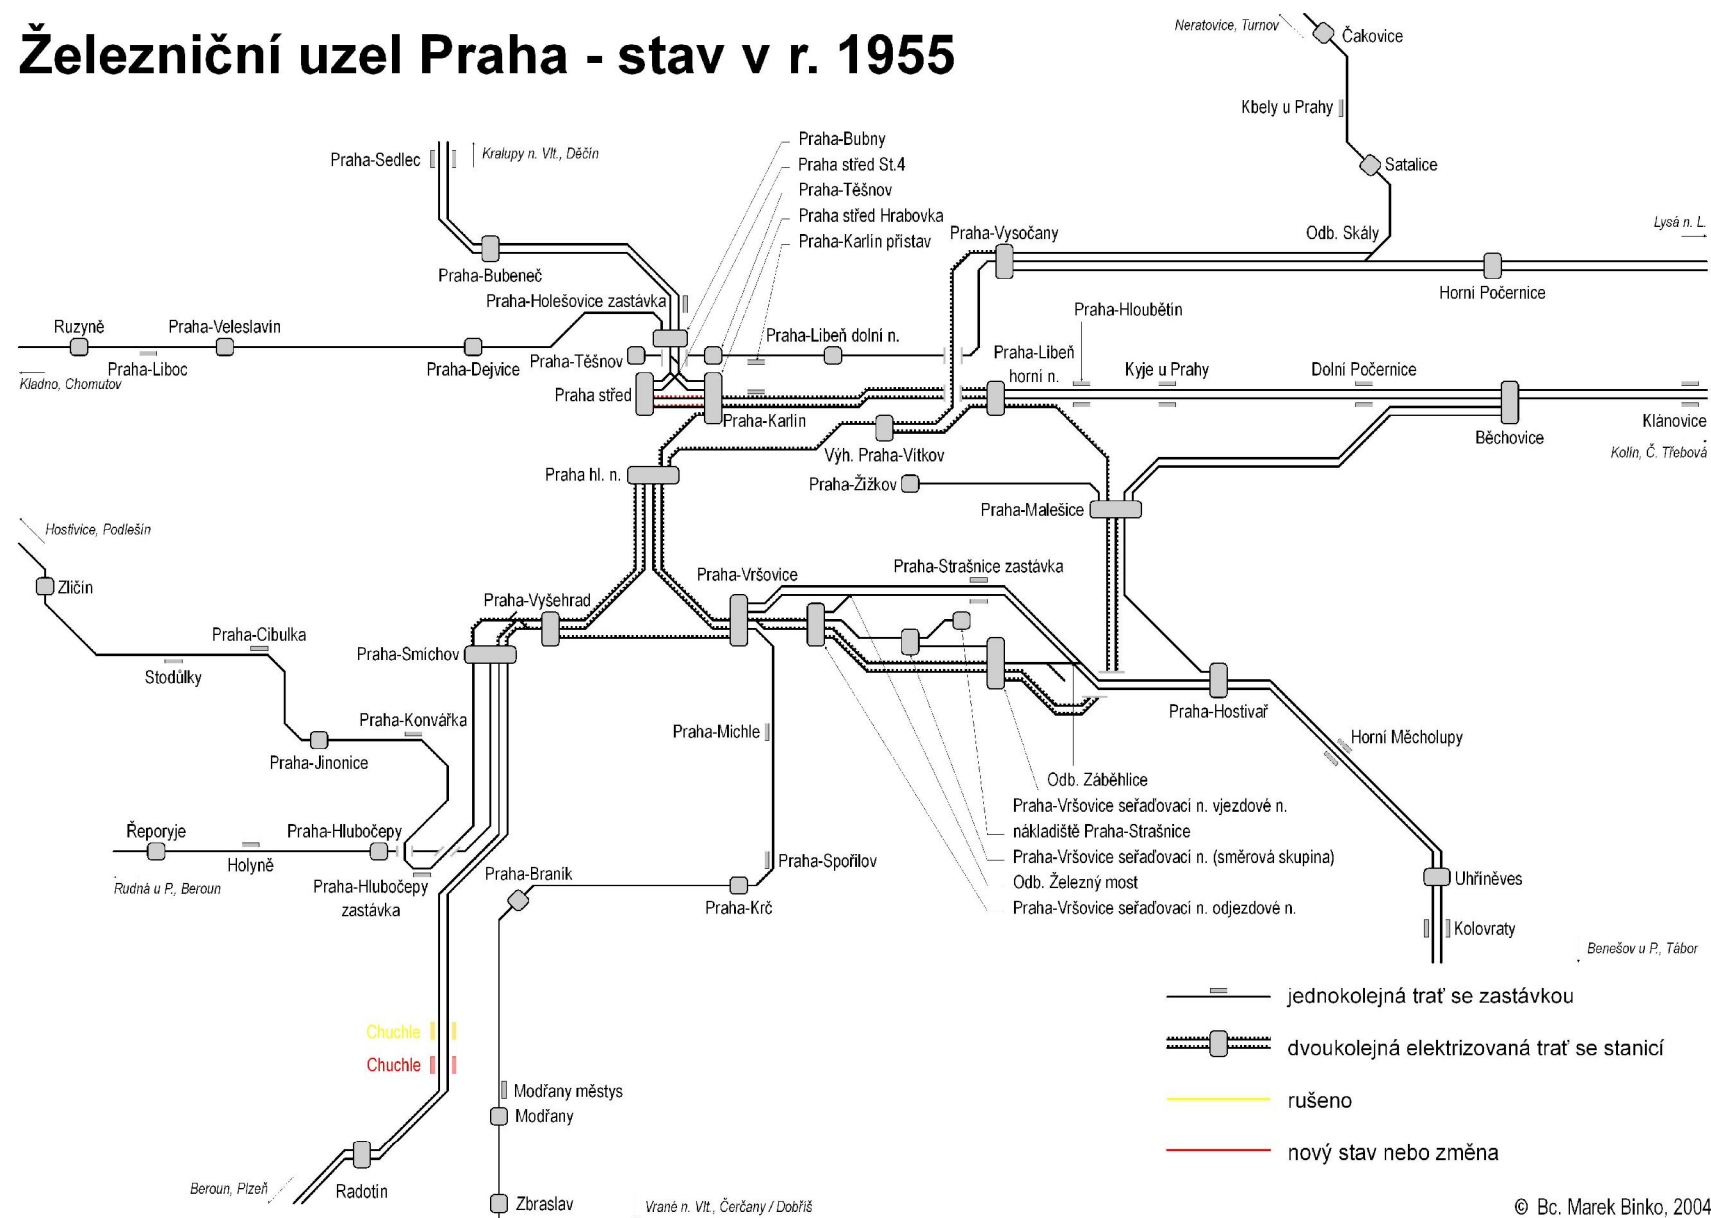 Železniční uzel Praha - stav v r. 1955
Neratovice, Turnov
Čakovice
Kbely u Prahy
Satalice
Praha-Bubny
Praha střed St.4
Praha-Těšnov
Praha střed Hrabovka
Praha-Karlín přístav
Praha-Sedlec
Kralupy n. Vlt., Děčín
Praha-Vysočany
Odb. Skály
Lysá n. L.
Praha-Bubeneč
Praha-Holešovice zastávka
Horní Počernice
Praha-Hloubětín
Ruzyně
Praha-Veleslavín
Praha-Libeň dolní n.
Praha-Těšnov
Praha-Libeň
horní n.
Praha-Liboc
Praha-Dejvice
Kyje u Prahy
Dolní Počernice
Kladno, Chomutov
Praha střed
Praha-Karlín
Klánovice
Běchovice
Výh. Praha-Vítkov
Kolín, Č. Třebová
Praha hl. n.
Praha-Žižkov
Praha-Malešice
Hostivice, Podlešín
Zličín
Praha-Vršovice
Praha-Strašnice zastávka
Praha-Vyšehrad
Praha-Cibulka
Praha-Smíchov
Stodůlky
Praha-Konvářka
Praha-Michle
Praha-Hostivař
Praha-Jinonice
Horní Měcholupy
Odb. Záběhlice
Praha-Vršovice seřaďovací n. vjezdové n.
nákladiště Praha-Strašnice
Praha-Vršovice seřaďovací n. (směrová skupina)
Odb. Železný most
Praha-Vršovice seřaďovací n. odjezdové n.
Řeporyje
Praha-Hlubočepy
Holyně
Praha-Spořilov
Praha-Braník
Rudná u P., Beroun
Praha-Hlubočepy
zastávka
Praha-Krč
Uhříněves
Kolovraty
Benešov u P., Tábor
jednokolejná trať se zastávkou
Chuchle
dvoukolejná elektrizovaná trať se stanicí
Chuchle
Modřany městys
Modřany
rušeno
nový stav nebo změna
Beroun, Plzeň
Radotín
Zbraslav
Vrané n. Vlt., Čerčany / Dobříš
© Bc. Marek Binko, 2004